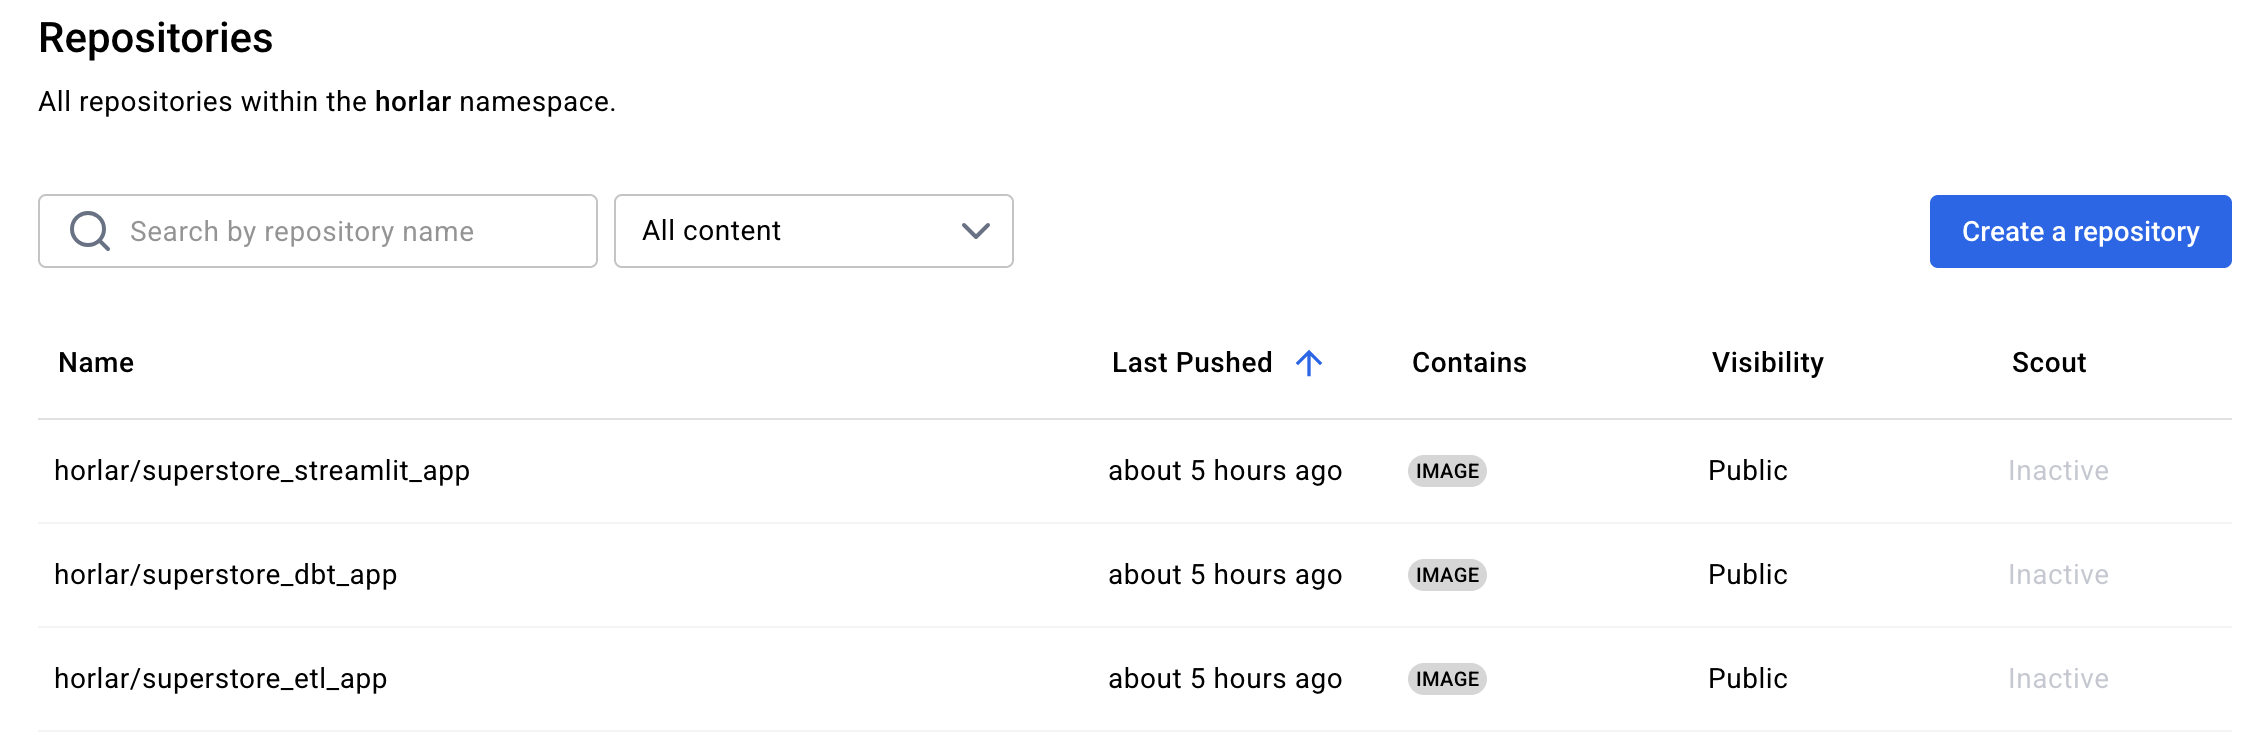 Repositories
All repositories within the horlar namespace.
Search by repository name
All content
Create a repository
Name Last Pushed Contains Visibility Scout
horlar/superstore_streamlit_app about 5 hours ago IMAGE Public Inactive
horlar/superstore_dbt_app about 5 hours ago IMAGE Public Inactive
horlar/superstore_etl_app about 5 hours ago IMAGE Public Inactive